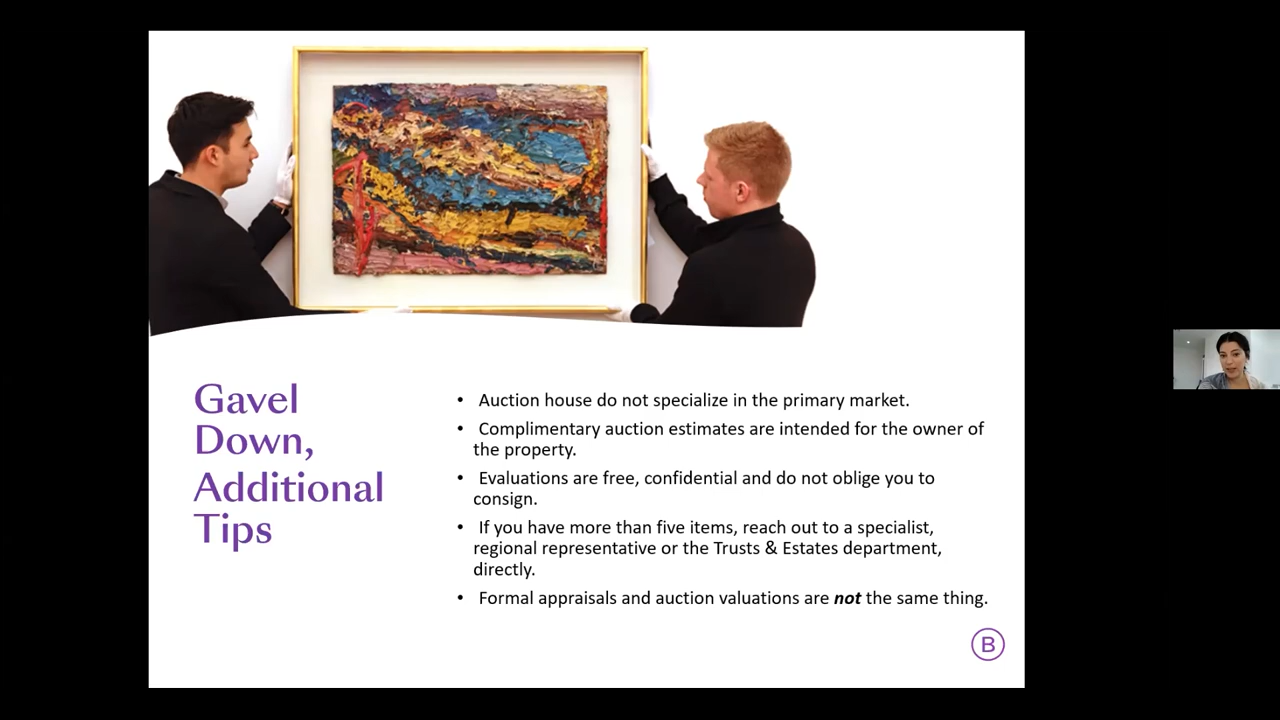 Gavel
Down,
Additional
Tips
• Auction house do not specialize in the primary market.
• Complimentary auction estimates are intended for the owner of
the property.
• Evaluations are free, confidential and do not oblige you to
consign.
• If you have more than five items, reach out to a specialist,
regional representative or the Trusts & Estates department,
directly.
• Formal appraisals and auction valuations are not the same thing.
B